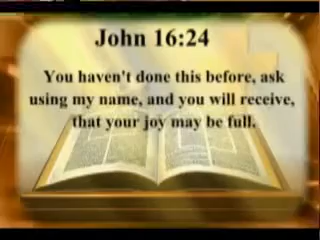 John 16:24
You haven't done this before, ask
using my name, and you will receive,
that your joy may be full.